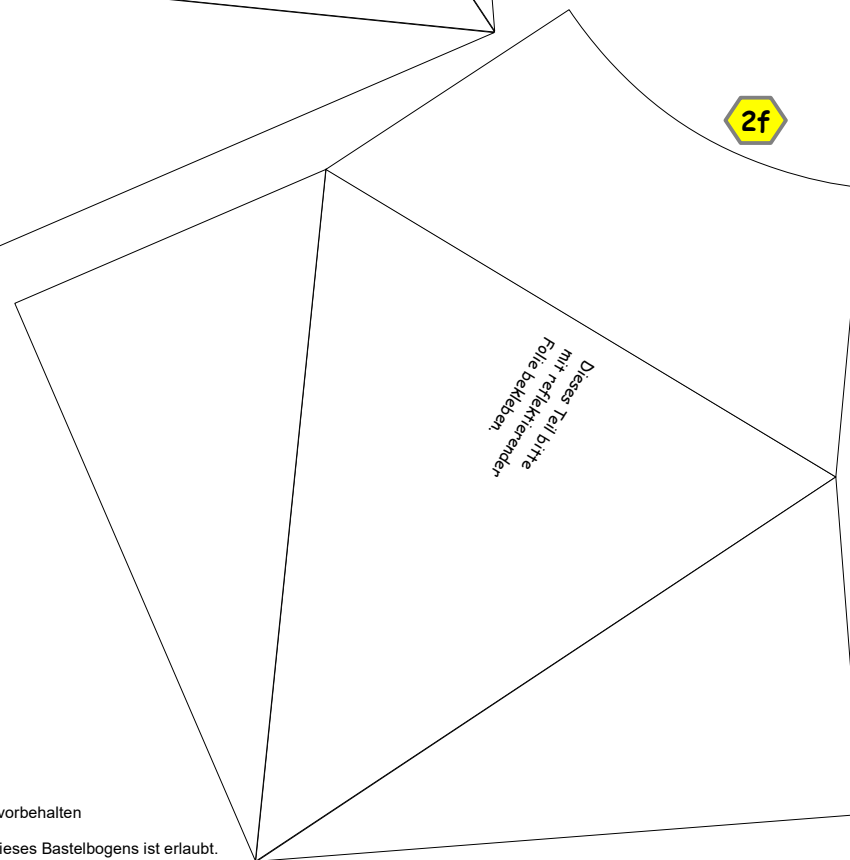 2f
Dieses Teil bitte
mit reflektierender
Folie bekleben.
vorbehalten
ieses Bastelbogens ist erlaubt.